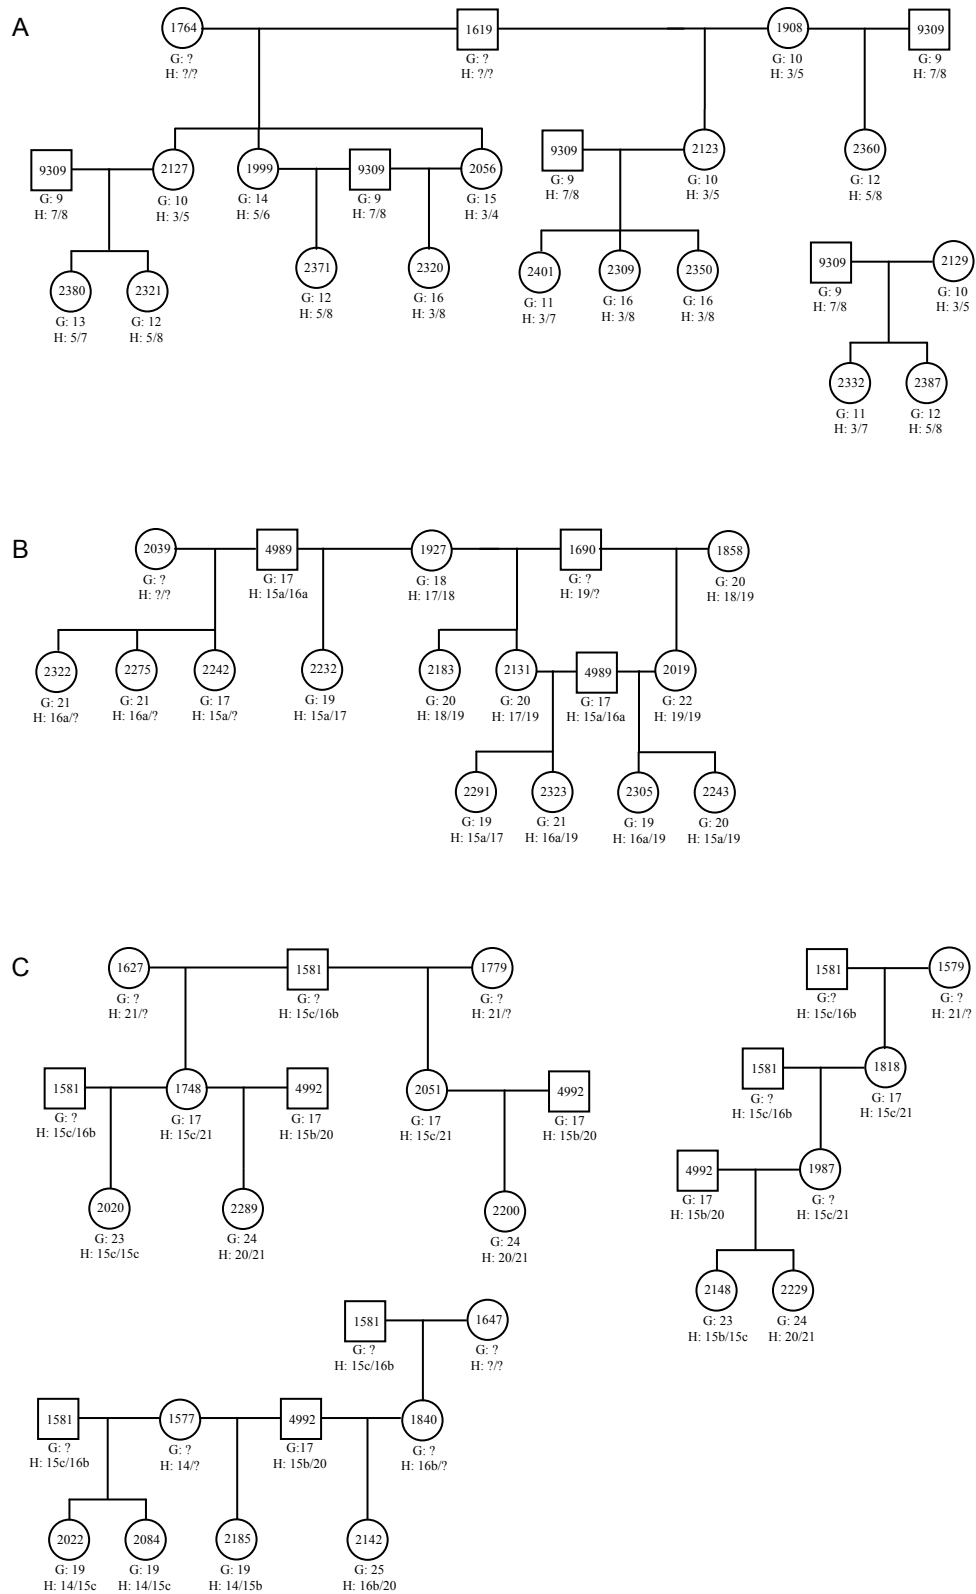 A
1764 1619 1908 9309
G: ? G: ? G: 10 G: 9
H: ?/? H: ?/? H: 3/5 H: 7/8
9309 2127 1999 9309 2056 9309 2123 2360
G: 9 G: 10 G: 14 G: 9 G: 15 G: 9 G: 10 G: 12
H: 7/8 H: 3/5 H: 5/6 H: 7/8 H: 3/4 H: 7/8 H: 3/5 H: 5/8
2380 2321 2371 2320 2401 2309 2350 9309 2129
G: 13 G: 12 G: 12 G: 16 G: 11 G: 16 G: 16 G: 9 G: 10
H: 5/7 H: 5/8 H: 5/8 H: 3/8 H: 3/7 H: 3/8 H: 3/8 H: 7/8 H: 3/5
2332 2387
G: 11 G: 12
H: 3/7 H: 5/8
B
2039 4989 1927 1690 1858
G: ? G: 17 G: 18 G: ? G: 20
H: ?/? H: 15a/16a H: 17/18 H: 19/? H: 18/19
2322 2275 2242 2232 2183 2131 4989 2019
G: 21 G: 21 G: 17 G: 19 G: 20 G: 20 G: 17 G: 22
H: 16a/? H: 16a/? H: 15a/? H: 15a/17 H: 18/19 H: 17/19 H: 15a/16a H: 19/19
2291 2323 2305 2243
G: 19 G: 21 G: 19 G: 20
H: 15a/17 H: 16a/19 H: 16a/19 H: 15a/19
C
1627 1581 1779 1581 1579
G: ? G: ? G: ? G:? G: ?
H: 21/? H: 15c/16b H: 21/? H: 15c/16b H: 21/?
1581 1748 4992 2051 4992 1581 1818
G: ? G: 17 G: 17 G: 17 G: 17 G: ? G: 17
H: 15c/16b H: 15c/21 H: 15b/20 H: 15c/21 H: 15b/20 H: 15c/16b H: 15c/21
4992 1987
G: 17 G: ?
H: 15b/20 H: 15c/21
2020 2289 2200
G: 23 G: 24 G: 24
H: 15c/15c H: 20/21 H: 20/21
2148 2229
G: 23 G: 24
H: 15b/15c H: 20/21
1581 1647
G: ? G: ?
H: 15c/16b H: ?/?
1581 1577 4992 1840
G: ? G: ? G:17 G: ?
H: 15c/16b H: 14/? H: 15b/20 H: 16b/?
2022 2084 2185 2142
G: 19 G: 19 G: 19 G: 25
H: 14/15c H: 14/15c H: 14/15b H: 16b/20